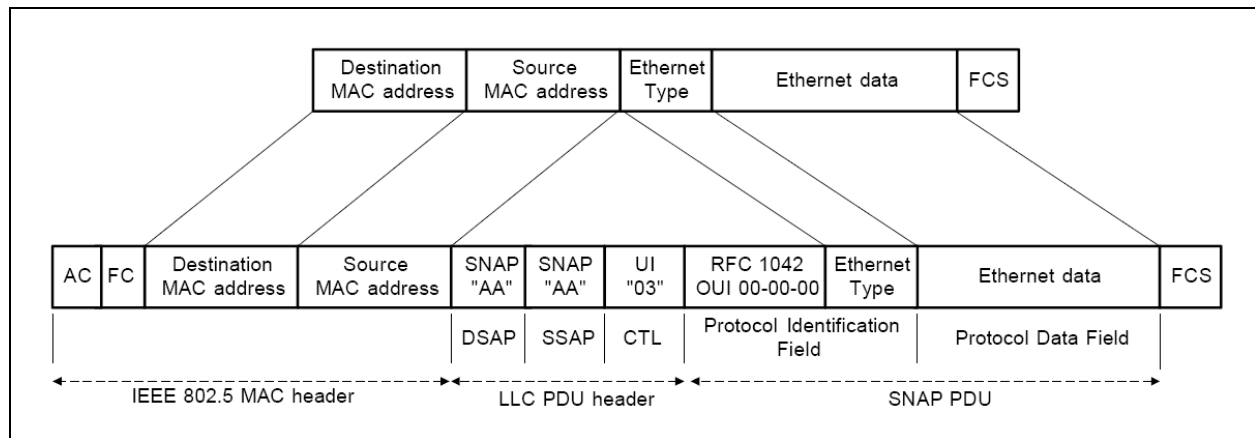 Destination
MAC address
Source
MAC address
Ethernet
Type
Ethernet data
FCS
AC
FC
Destination
MAC address
Source
MAC address
SNAP
"AA"
SNAP
"AA"
UI
"03"
RFC 1042
OUI 00-00-00
Ethernet
Type
Ethernet data
FCS
DSAP
SSAP
CTL
Protocol Identification
Field
Protocol Data Field
IEEE 802.5 MAC header
LLC PDU header
SNAP PDU